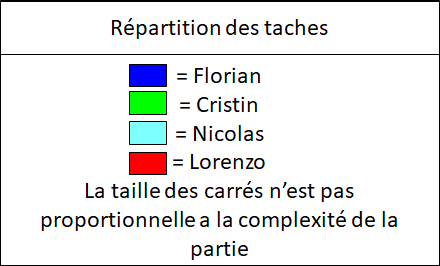 Répartition des taches
= Florian
= Cristin
= Nicolas
= Lorenzo
La taille des carrés n’est pas
proportionnelle a la complexité de la
partie